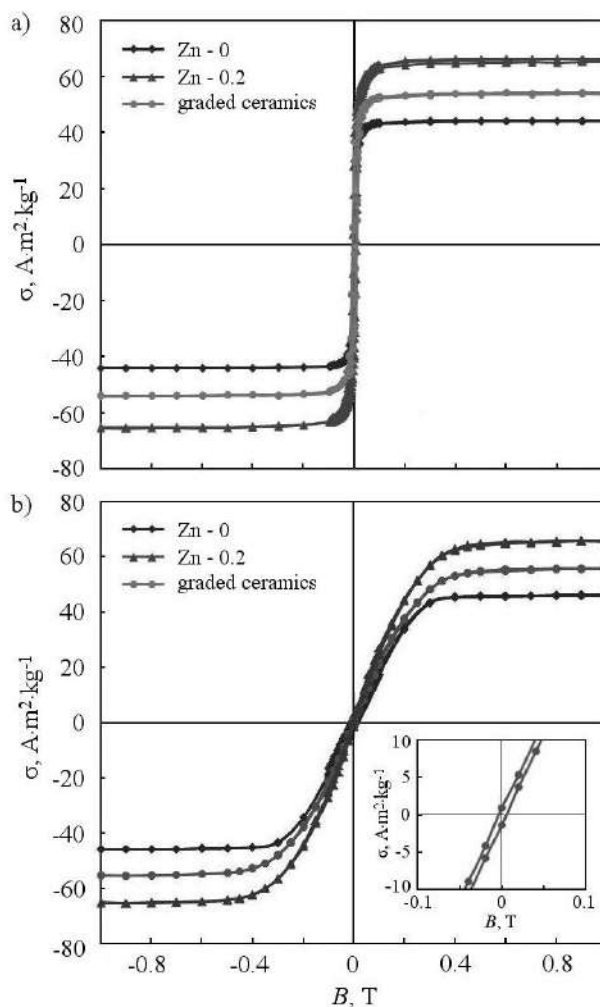 a)
80
60
40
20
0
-20
-40
-60
-80
σ, A·m²·kg⁻¹
Zn - 0
Zn - 0.2
graded ceramics
b)
80
60
40
20
0
-20
-40
-60
-80
σ, A·m²·kg⁻¹
Zn - 0
Zn - 0.2
graded ceramics
10
5
0
-5
-10
σ, A·m²·kg⁻¹
-0.1 0 0.1
B, T
-0.8 -0.4 0 0.4 0.8
B, T